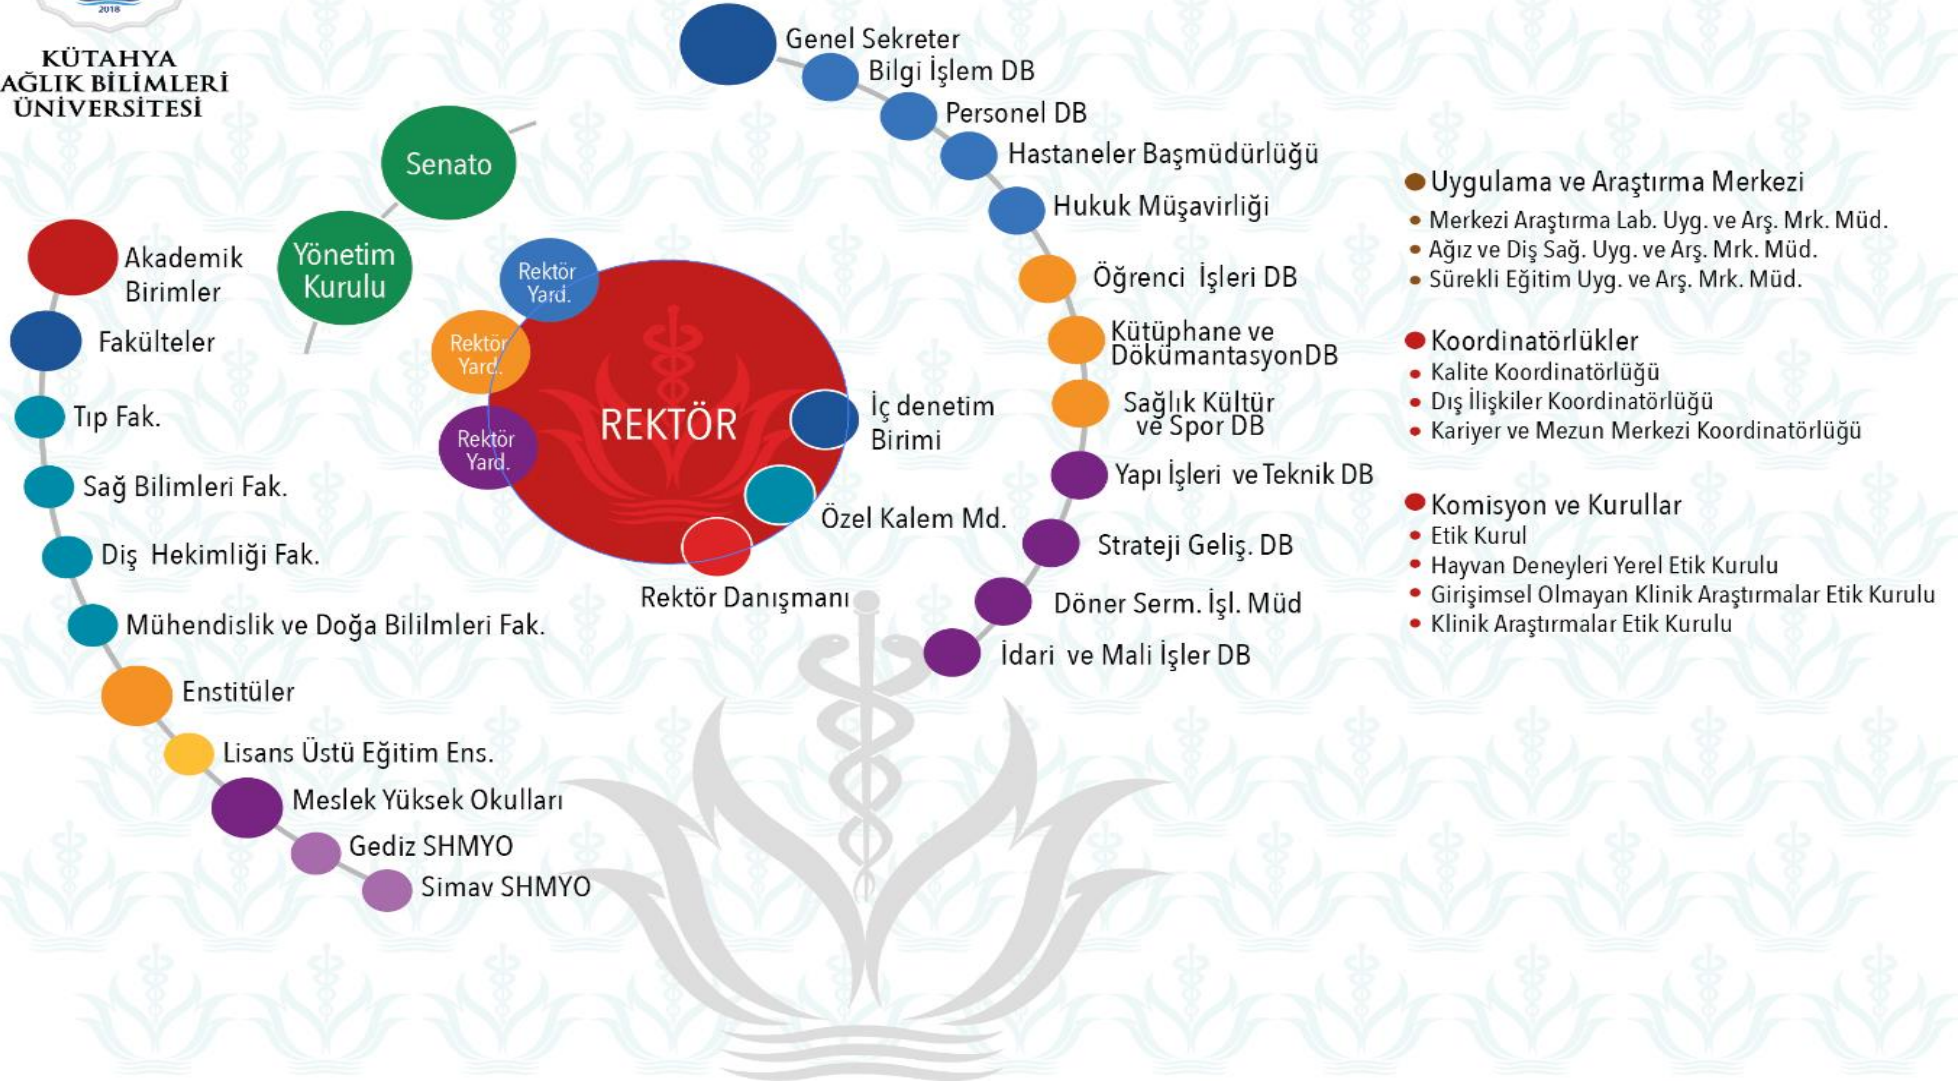 2018
KÜTAHYA
AĞLIK BİLİMLERİ
ÜNİVERSİTESİ
Senato
Yönetim
Kurulu
Akademik
Birimler
Fakülteler
Tıp Fak.
Sağ Bilimleri Fak.
Diş Hekimliği Fak.
Mühendislik ve Doğa Bililmleri Fak.
Enstitüler
Lisans Üstü Eğitim Ens.
Meslek Yüksek Okulları
Gediz SHMYO
Simav SHMYO
Rektör
Yard.
Rektör
Yard.
Rektör
Yard.
REKTÖR
İç denetim
Birimi
Özel Kalem Md.
Rektör Danışmanı
Genel Sekreter
Bilgi İşlem DB
Personel DB
Hastaneler Başmüdürlüğü
Hukuk Müşavirliği
Öğrenci İşleri DB
Kütüphane ve
DökümantasyonDB
Sağlık Kültür
ve Spor DB
Yapı İşleri ve Teknik DB
Strateji Geliş. DB
Döner Serm. İşl. Müd
İdari ve Mali İşler DB
Uygulama ve Araştırma Merkezi
Merkezi Araştırma Lab. Uyg. ve Arş. Mrk. Müd.
Ağız ve Diş Sağ. Uyg. ve Arş. Mrk. Müd.
Sürekli Eğitim Uyg. ve Arş. Mrk. Müd.
Koordinatörlükler
Kalite Koordinatörlüğü
Dış İlişkiler Koordinatörlüğü
Kariyer ve Mezun Merkezi Koordinatörlüğü
Komisyon ve Kurullar
Etik Kurul
Hayvan Deneyleri Yerel Etik Kurulu
Girişimsel Olmayan Klinik Araştırmalar Etik Kurulu
Klinik Araştırmalar Etik Kurulu